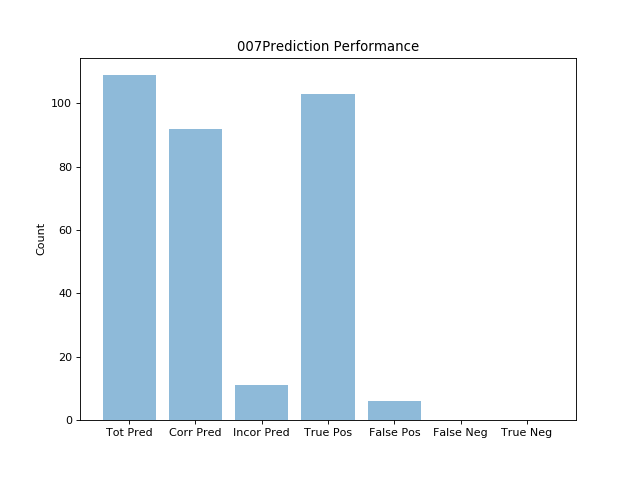 007Prediction Performance
Count
100
80
60
40
20
0
Tot Pred Corr Pred Incor Pred True Pos False Pos False Neg True Neg